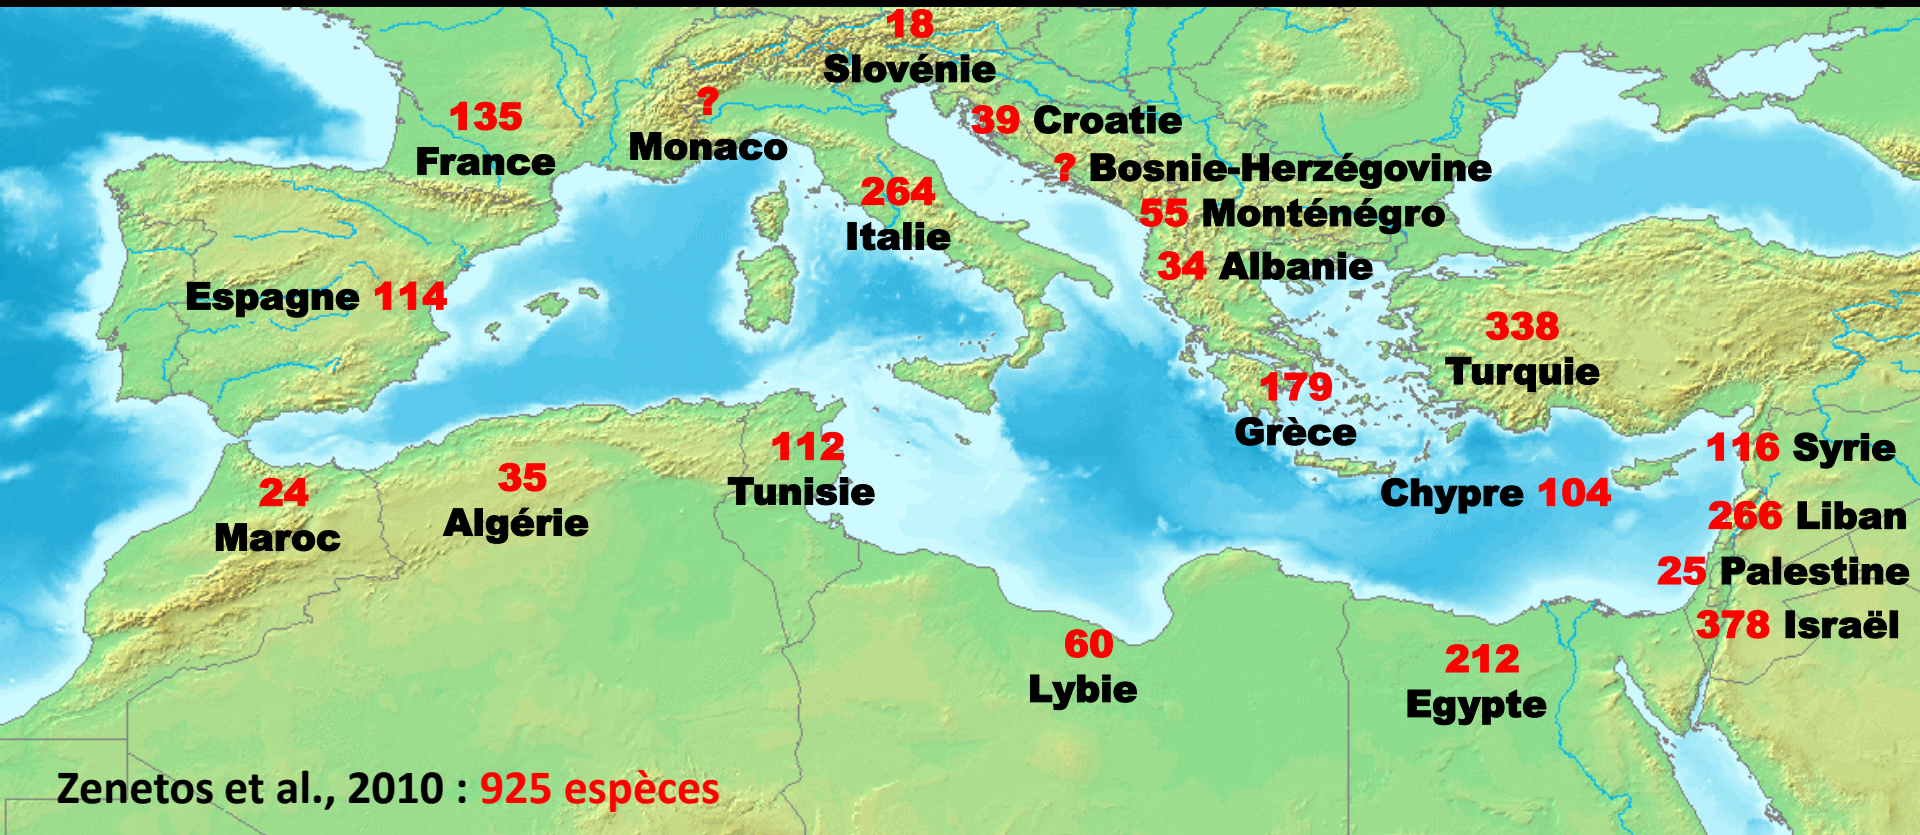 18
Slovénie
135
France
?
Monaco
39 Croatie
? Bosnie-Herzégovine
264
Italie
55 Monténégro
34 Albanie
Espagne 114
338
Turquie
179
Grèce
112
Tunisie
116 Syrie
24
Maroc
35
Algérie
Chypre 104
266 Liban
25 Palestine
378 Israël
60
Lybie
212
Egypte
Zenetos et al., 2010 : 925 espèces